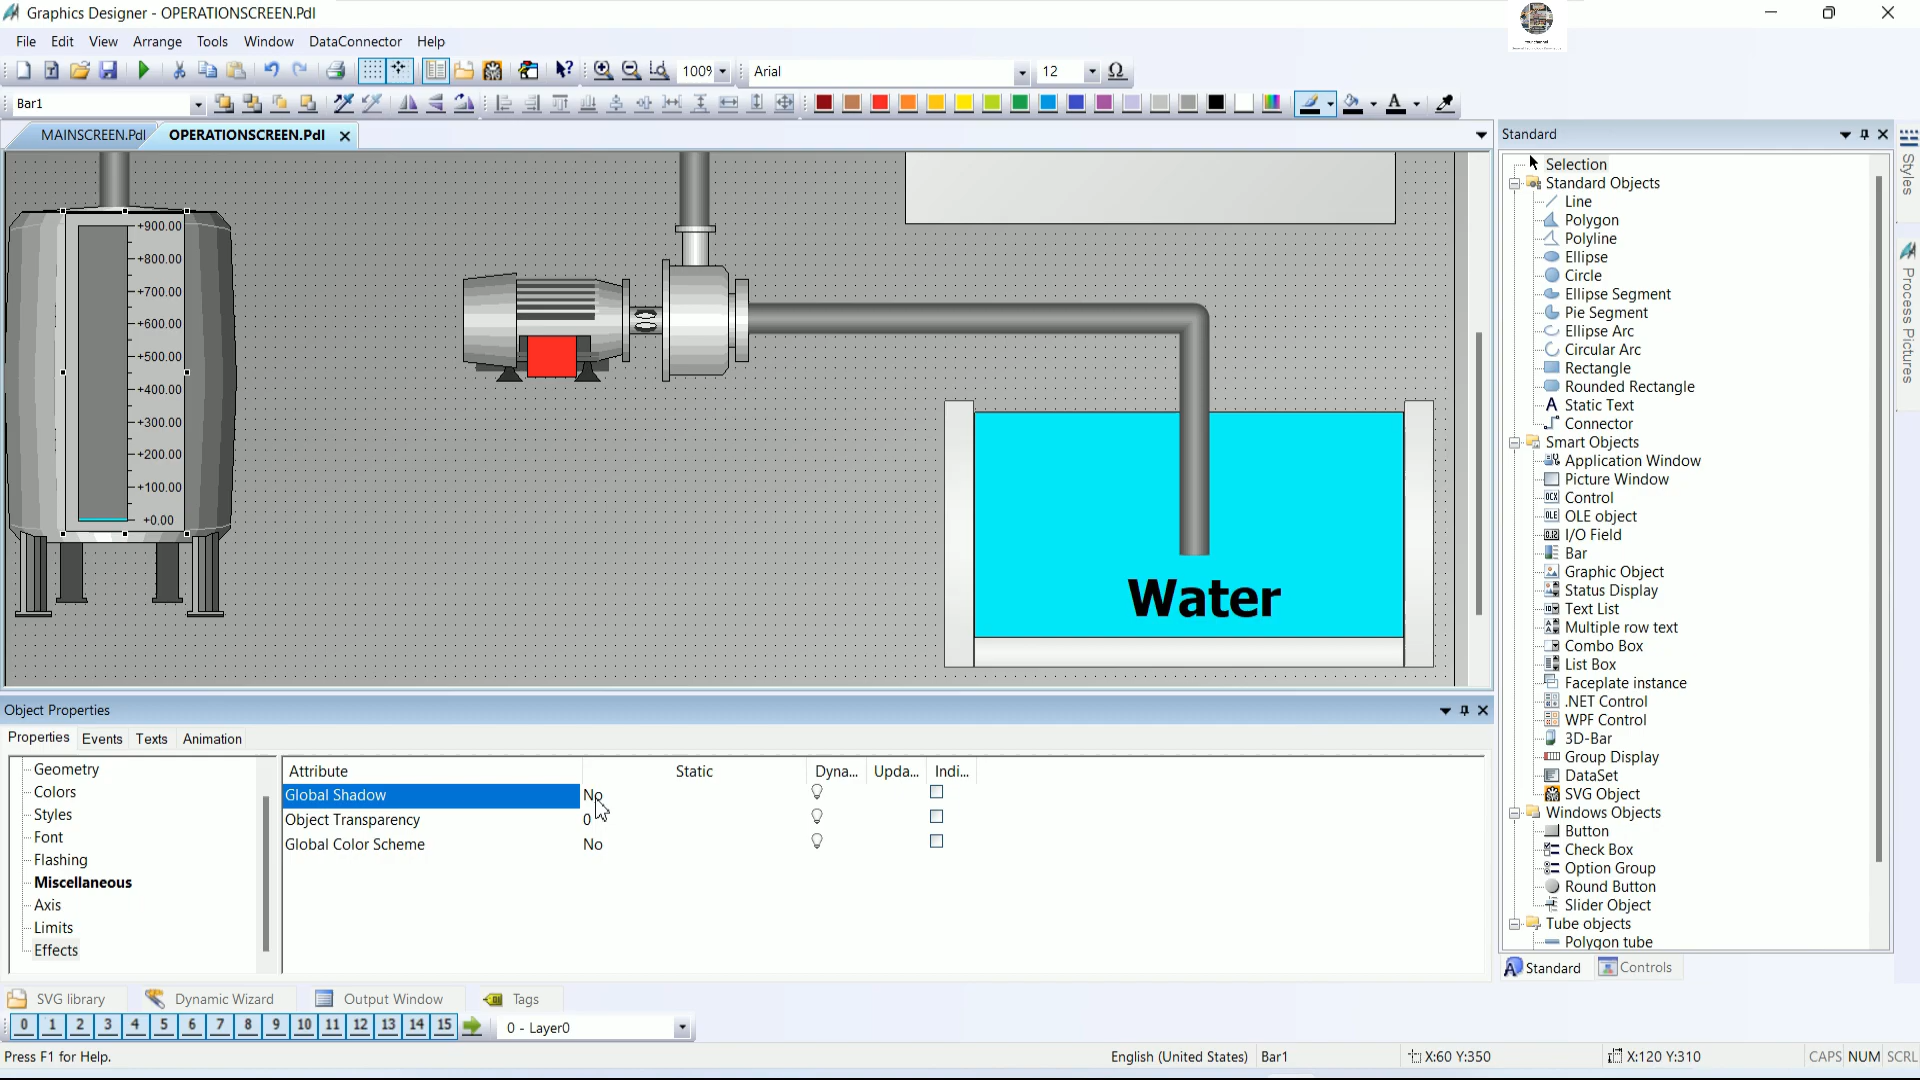 Graphics Designer - OPERATIONSCREEN.Pdl
File Edit View Arrange Tools Window DataConnector Help
100% Arial 12
Bar1
MAINSCREEN.Pdl OPERATIONSCREEN.Pdl
+900.00
+800.00
+700.00
+600.00
+500.00
+400.00
+300.00
+200.00
+100.00
+0.00
Water
Standard
Selection
Standard Objects
Line
Polygon
Polyline
Ellipse
Circle
Ellipse Segment
Pie Segment
Ellipse Arc
Circular Arc
Rectangle
Rounded Rectangle
Static Text
Connector
Smart Objects
Application Window
Picture Window
Control
OLE object
I/O Field
Bar
Graphic Object
Status Display
Text List
Multiple row text
Combo Box
List Box
Faceplate instance
.NET Control
WPF Control
3D-Bar
Group Display
DataSet
SVG Object
Windows Objects
Button
Check Box
Option Group
Round Button
Slider Object
Tube objects
Polygon tube
Standard Controls
Styles
Process Pictures
Object Properties
Properties Events Texts Animation
Geometry
Colors
Styles
Font
Flashing
Miscellaneous
Axis
Limits
Effects
Attribute Static Dyna... Upda... Indi...
Global Shadow No
Object Transparency 0
Global Color Scheme No
SVG library Dynamic Wizard Output Window Tags
0 1 2 3 4 5 6 7 8 9 10 11 12 13 14 15 0 - Layer0
Press F1 for Help. English (United States) Bar1 X:60 Y:350 X:120 Y:310 CAPS NUM SCRL